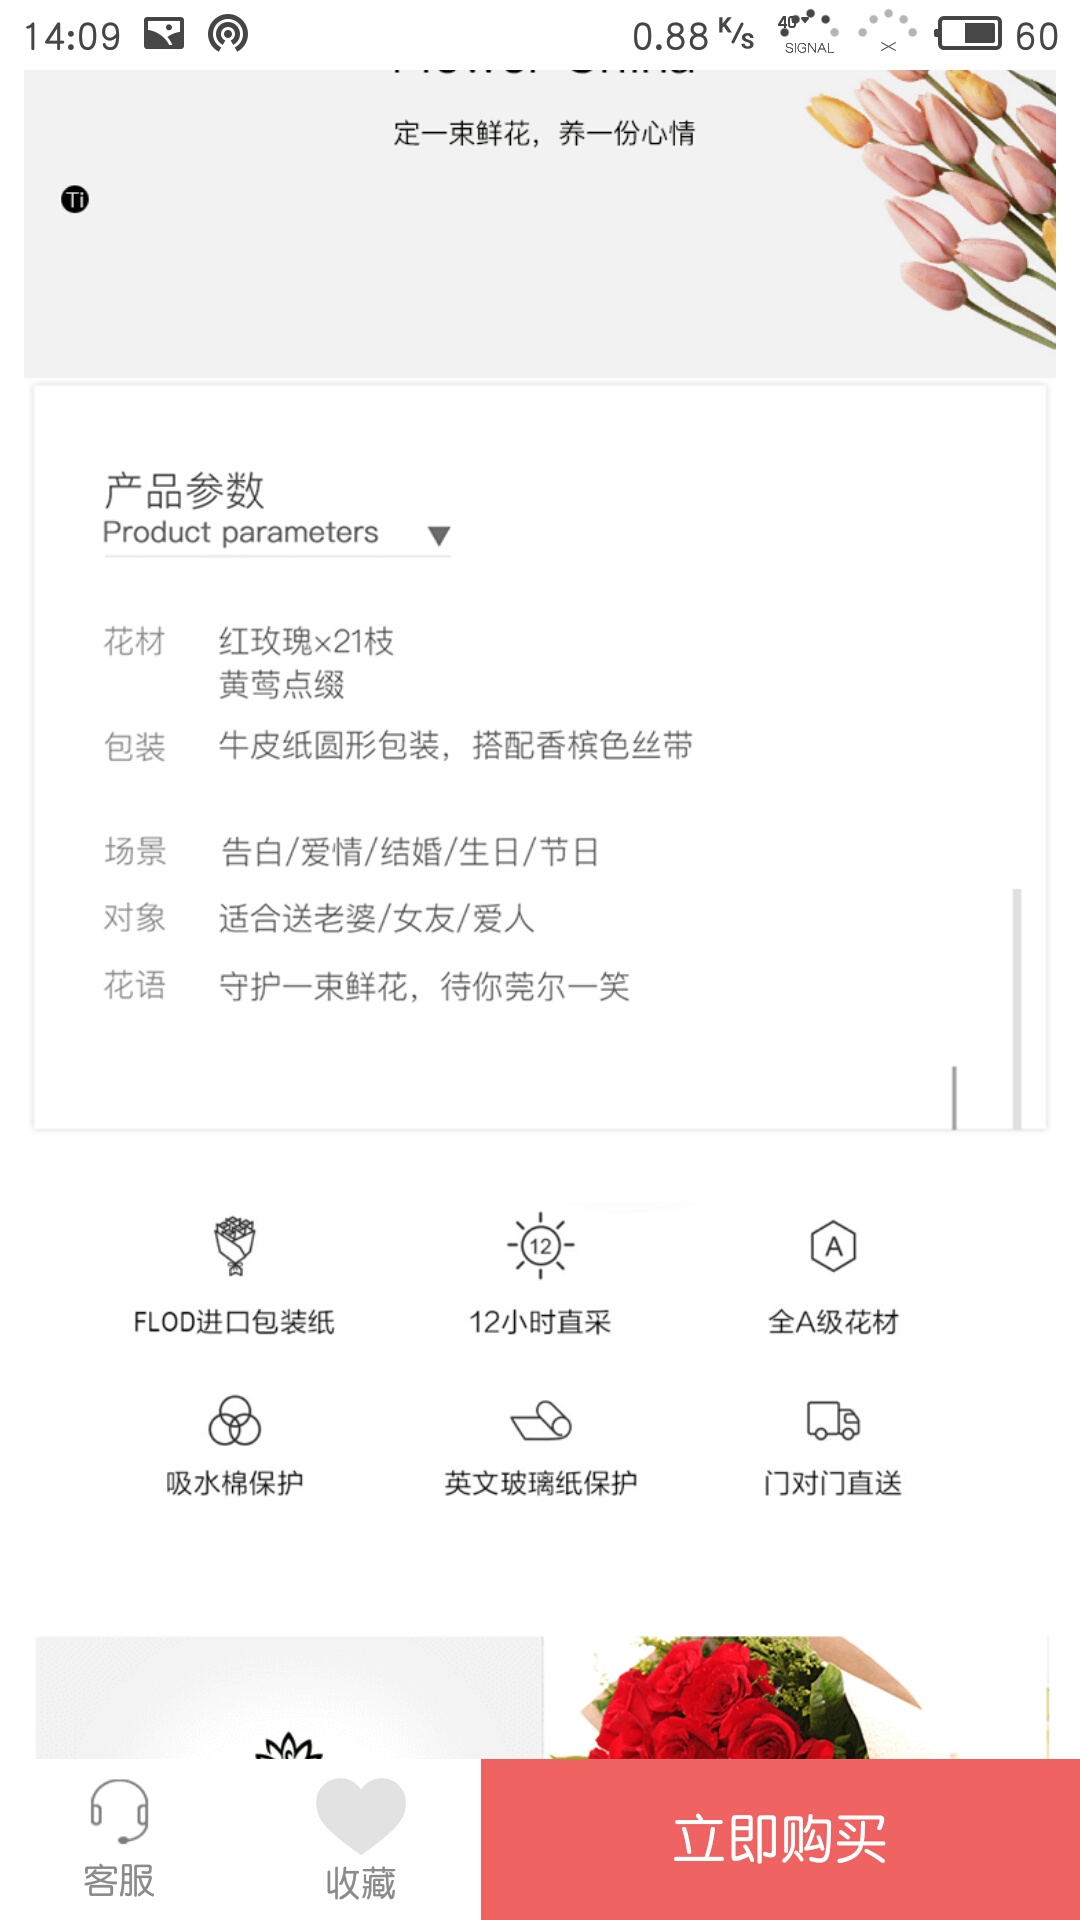 14:09
0.88 K/s
4G
SIGNAL
60
Flower China
定一束鲜花，养一份心情
Ti
产品参数
Product parameters
花材 红玫瑰×21枝
黄莺点缀
包装 牛皮纸圆形包装，搭配香槟色丝带
场景 告白/爱情/结婚/生日/节日
对象 适合送老婆/女友/爱人
花语 守护一束鲜花，待你莞尔一笑
12
A
FLOD进口包装纸 12小时直采 全A级花材
吸水棉保护 英文玻璃纸保护 门对门直送
客服 收藏 立即购买